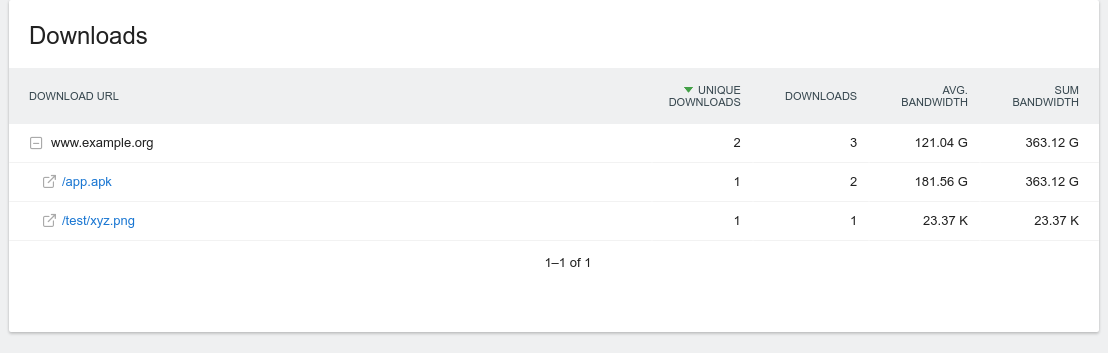 Downloads
DOWNLOAD URL
UNIQUE
DOWNLOADS
DOWNLOADS
AVG.
BANDWIDTH
SUM
BANDWIDTH
www.example.org 2 3 121.04 G 363.12 G
/app.apk 1 2 181.56 G 363.12 G
/test/xyz.png 1 1 23.37 K 23.37 K
1–1 of 1